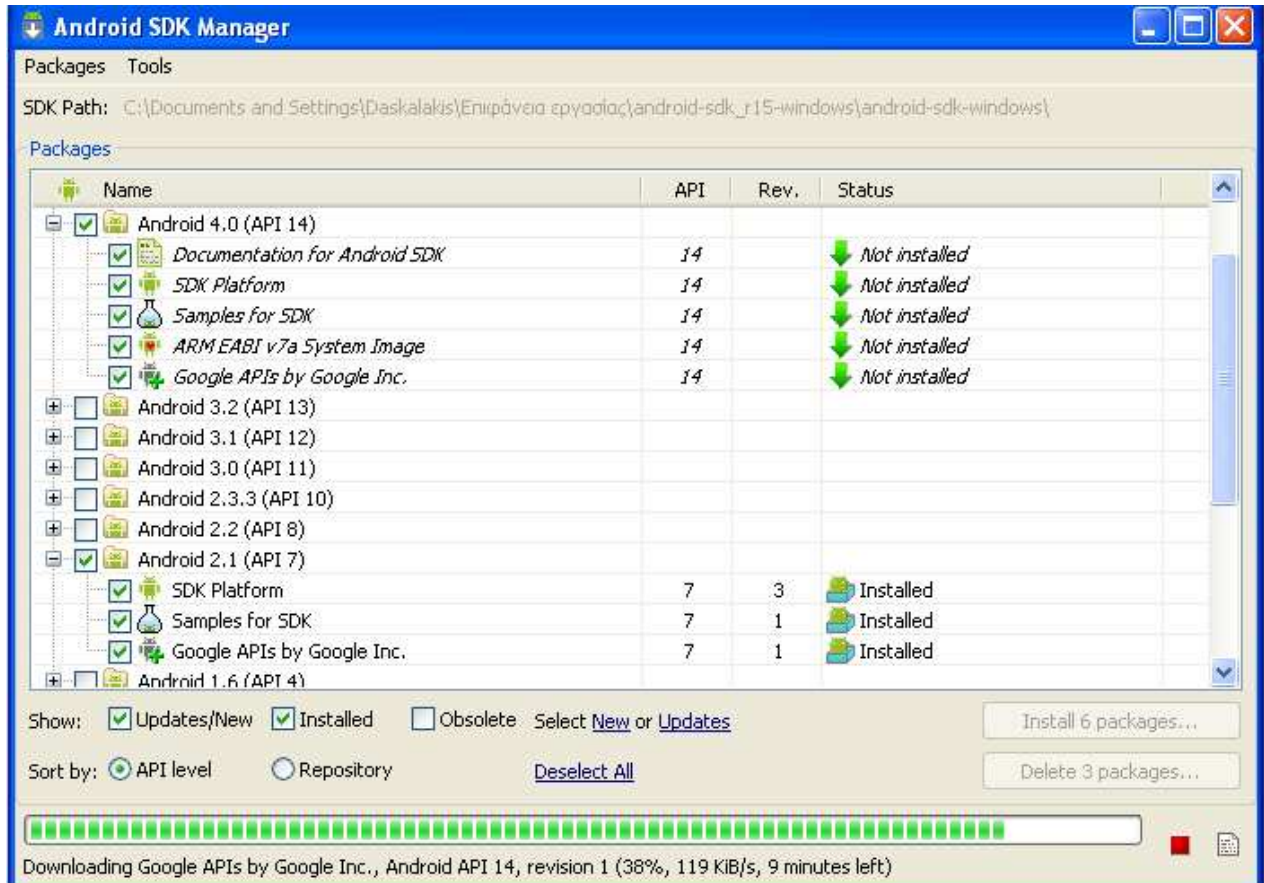 Android SDK Manager
Packages Tools
SDK Path: C:\Documents and Settings\Daskalakis\Επιφάνεια εργασίας\android-sdk_r15-windows\android-sdk-windows\
Packages
Name API Rev. Status
Android 4.0 (API 14)
Documentation for Android SDK 14 Not installed
SDK Platform 14 Not installed
Samples for SDK 14 Not installed
ARM EABI v7a System Image 14 Not installed
Google APIs by Google Inc. 14 Not installed
Android 3.2 (API 13)
Android 3.1 (API 12)
Android 3.0 (API 11)
Android 2.3.3 (API 10)
Android 2.2 (API 8)
Android 2.1 (API 7)
SDK Platform 7 3 Installed
Samples for SDK 7 1 Installed
Google APIs by Google Inc. 7 1 Installed
Android 1.6 (API 4)
Show: Updates/New Installed Obsolete Select New or Updates Install 6 packages...
Sort by: API level Repository Deselect All Delete 3 packages...
Downloading Google APIs by Google Inc., Android API 14, revision 1 (38%, 119 KiB/s, 9 minutes left)